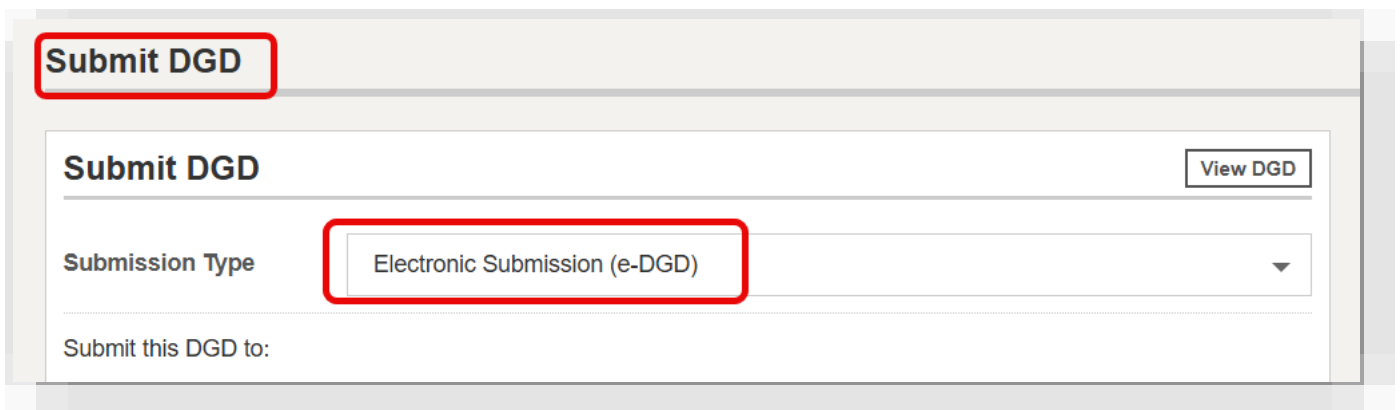 Submit DGD
Submit DGD
View DGD
Submission Type
Electronic Submission (e-DGD)
Submit this DGD to: